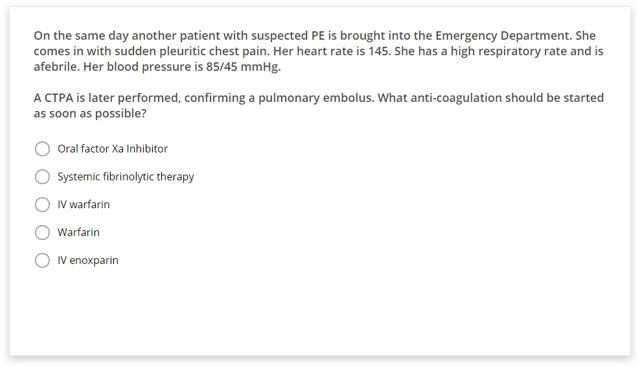 On the same day another patient with suspected PE is brought into the Emergency Department. She
comes in with sudden pleuritic chest pain. Her heart rate is 145. She has a high respiratory rate and is
afebrile. Her blood pressure is 85/45 mmHg.
A CTPA is later performed, confirming a pulmonary embolus. What anti-coagulation should be started
as soon as possible?
Oral factor Xa Inhibitor
Systemic fibrinolytic therapy
IV warfarin
Warfarin
IV enoxparin